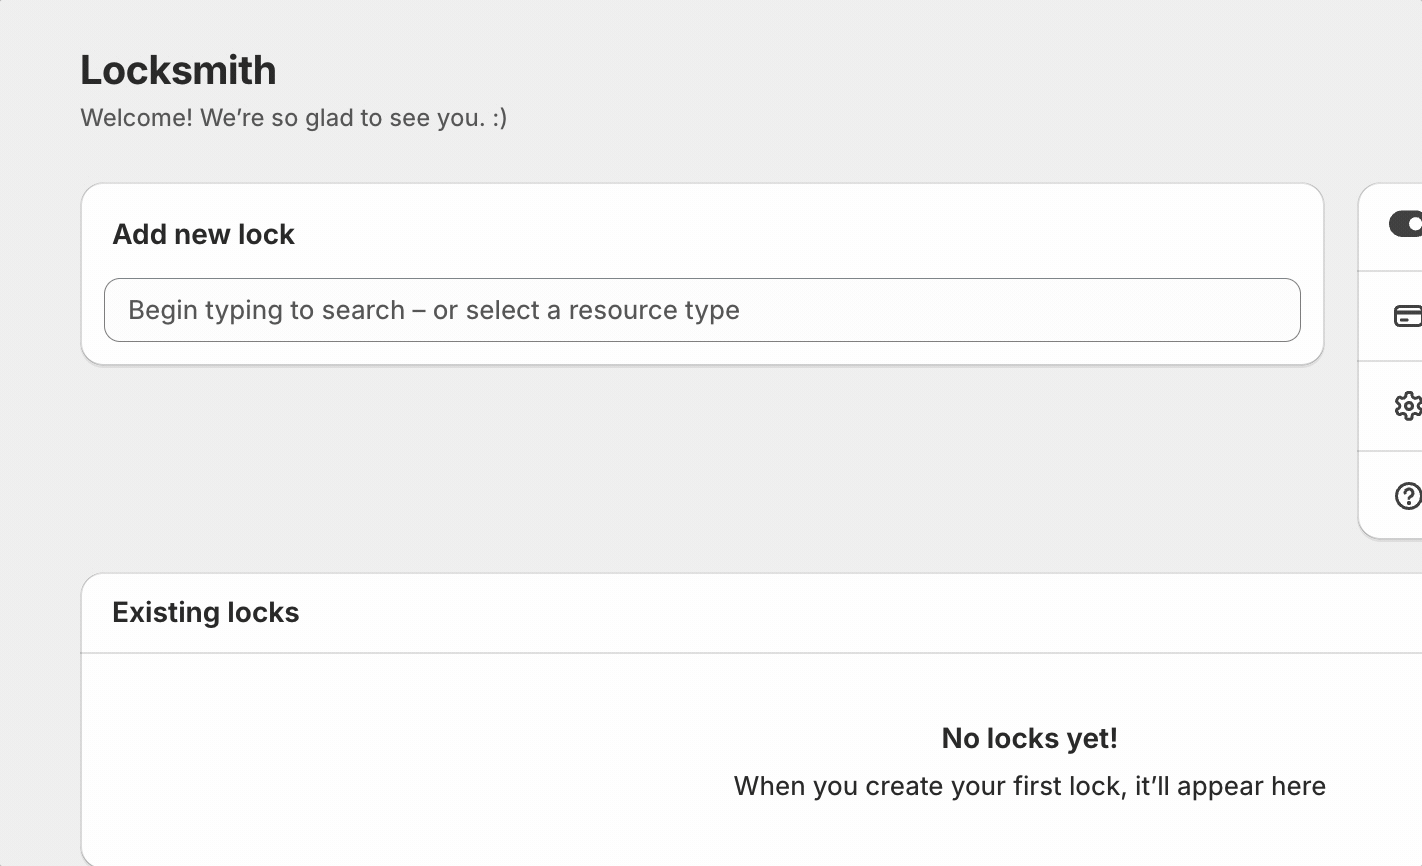 Locksmith
Welcome! We’re so glad to see you. :)
Add new lock
Begin typing to search – or select a resource type
Existing locks
No locks yet!
When you create your first lock, it’ll appear here